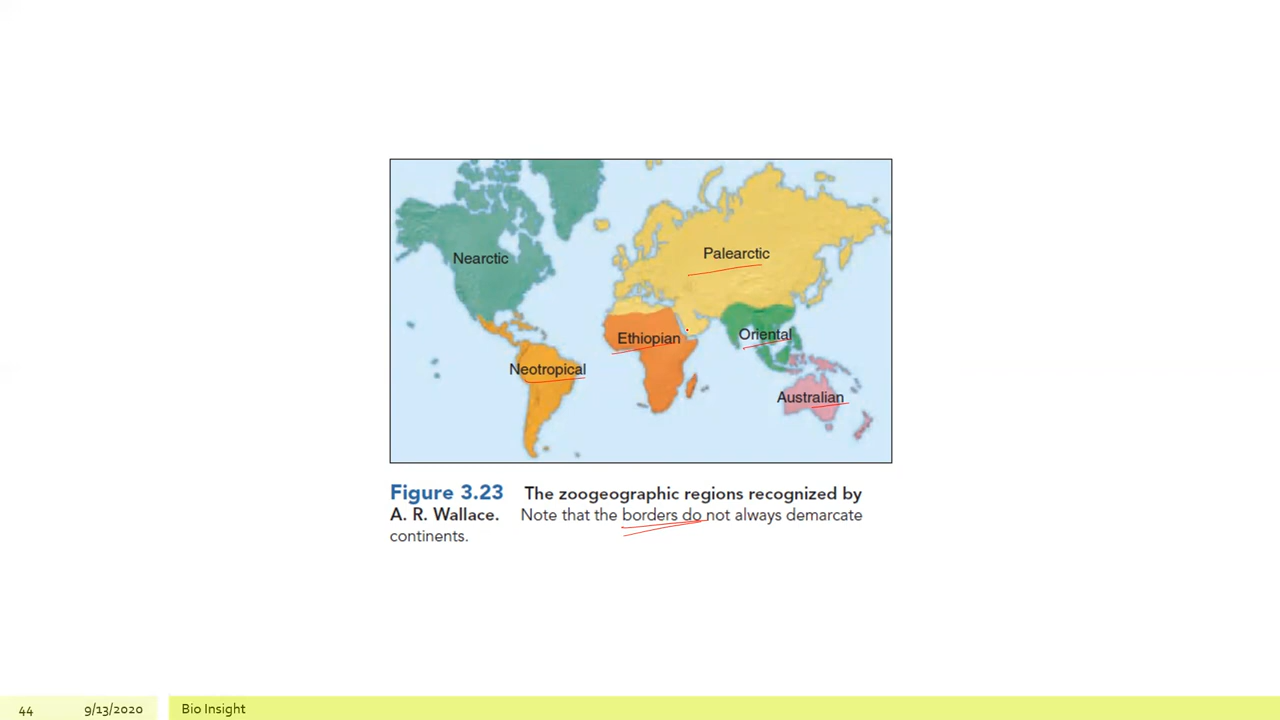 Nearctic
Palearctic
Ethiopian
Oriental
Neotropical
Australian
Figure 3.23 The zoogeographic regions recognized by
A. R. Wallace. Note that the borders do not always demarcate
continents.
44 9/13/2020 Bio Insight